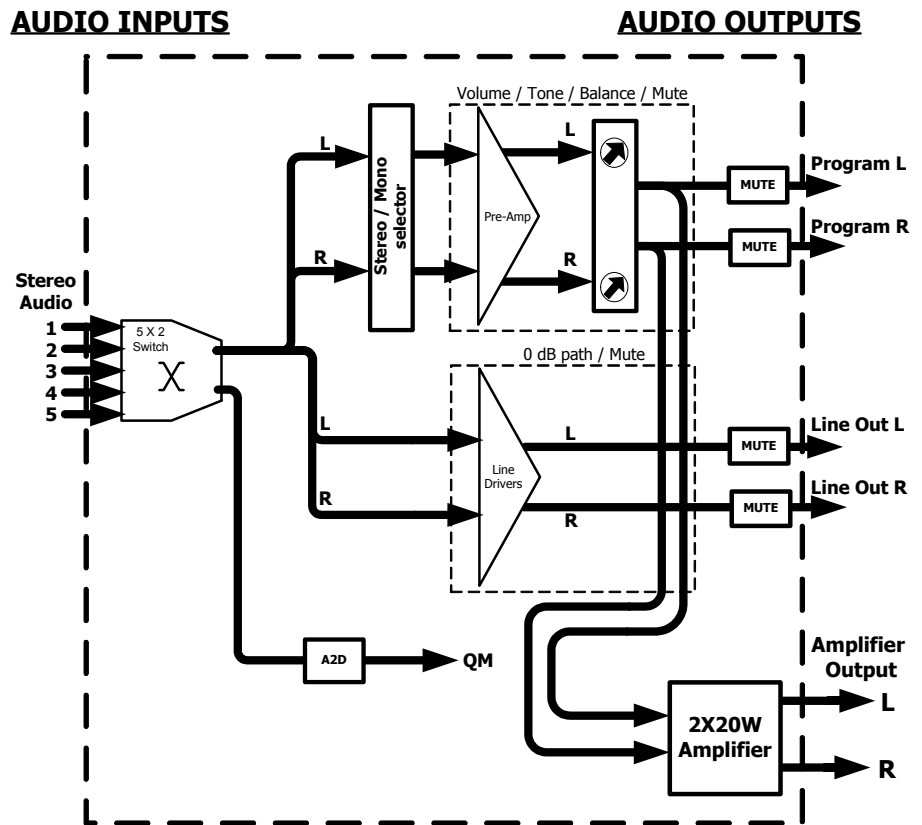 AUDIO INPUTS
AUDIO OUTPUTS
Volume / Tone / Balance / Mute
L
R
Stereo / Mono
selector
Pre-Amp
L
R
MUTE
Program L
MUTE
Program R
Stereo
Audio
1
2
3
4
5
5 X 2
Switch
0 dB path / Mute
L
R
Line
Drivers
L
R
MUTE
Line Out L
MUTE
Line Out R
A2D
QM
2X20W
Amplifier
Amplifier
Output
L
R